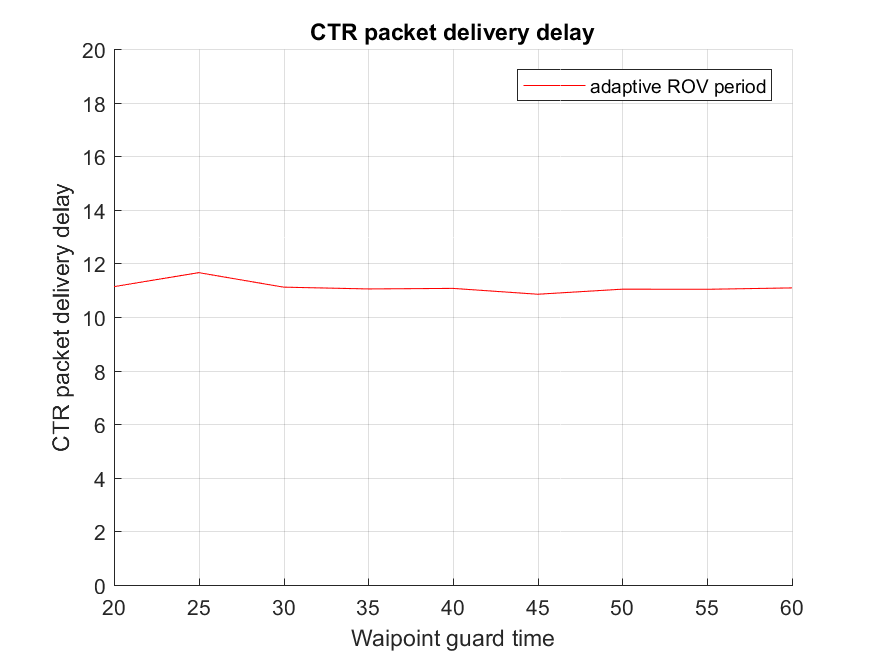 CTR packet delivery delay
adaptive ROV period
CTR packet delivery delay
20
18
16
14
12
10
8
6
4
2
0
20 25 30 35 40 45 50 55 60
Waipoint guard time